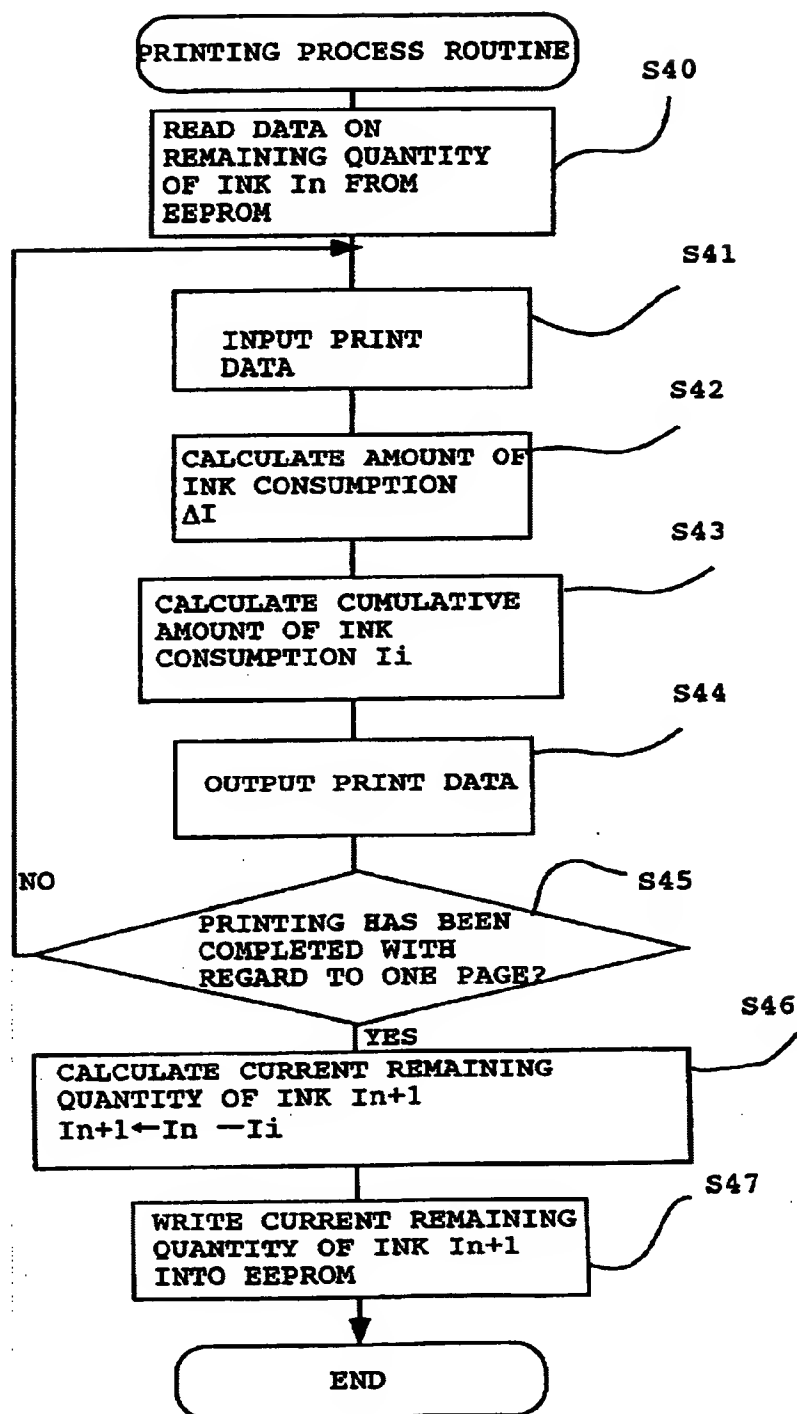 PRINTING PROCESS ROUTINE
S40
READ DATA ON
REMAINING QUANTITY
OF INK In FROM
EEPROM
S41
INPUT PRINT
DATA
S42
CALCULATE AMOUNT OF
INK CONSUMPTION
ΔI
S43
CALCULATE CUMULATIVE
AMOUNT OF INK
CONSUMPTION Ii
S44
OUTPUT PRINT DATA
NO
S45
PRINTING HAS BEEN
COMPLETED WITH
REGARD TO ONE PAGE?
YES
S46
CALCULATE CURRENT REMAINING
QUANTITY OF INK In+1
In+1←In —Ii
S47
WRITE CURRENT REMAINING
QUANTITY OF INK In+1
INTO EEPROM
END